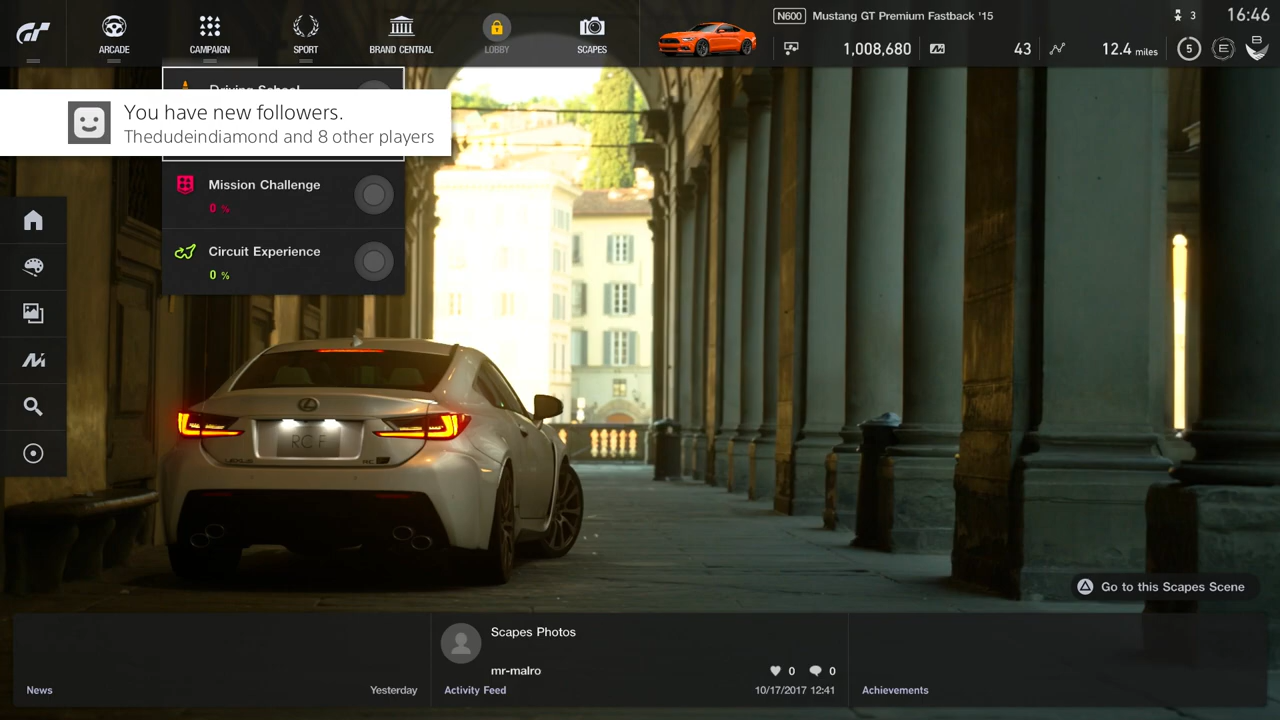 ARCADE
CAMPAIGN
SPORT
BRAND CENTRAL
LOBBY
SCAPES
N600 Mustang GT Premium Fastback '15
3
16:46
1,008,680
43
12.4 miles
5
E
B
Driving School
You have new followers.
Thedudeindiamond and 8 other players
Mission Challenge
0 %
Circuit Experience
0 %
RC F
Go to this Scapes Scene
Scapes Photos
mr-malro
0
0
News
Yesterday
Activity Feed
10/17/2017 12:41
Achievements